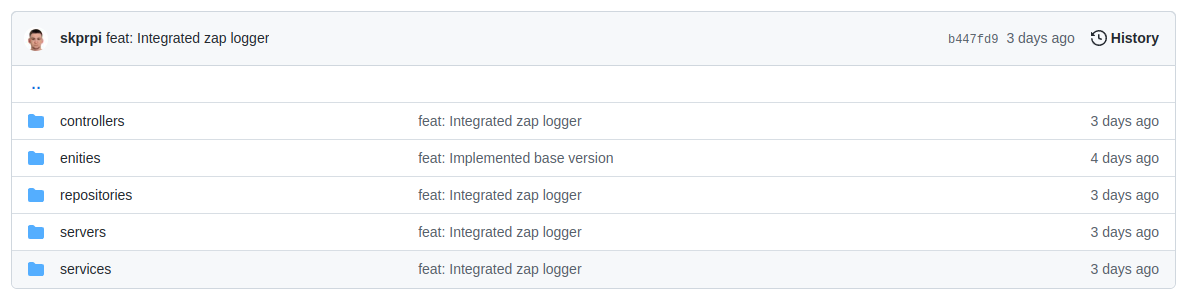 skprpi feat: Integrated zap logger b447fd9 3 days ago History
..
controllers feat: Integrated zap logger 3 days ago
enities feat: Implemented base version 4 days ago
repositories feat: Integrated zap logger 3 days ago
servers feat: Integrated zap logger 3 days ago
services feat: Integrated zap logger 3 days ago